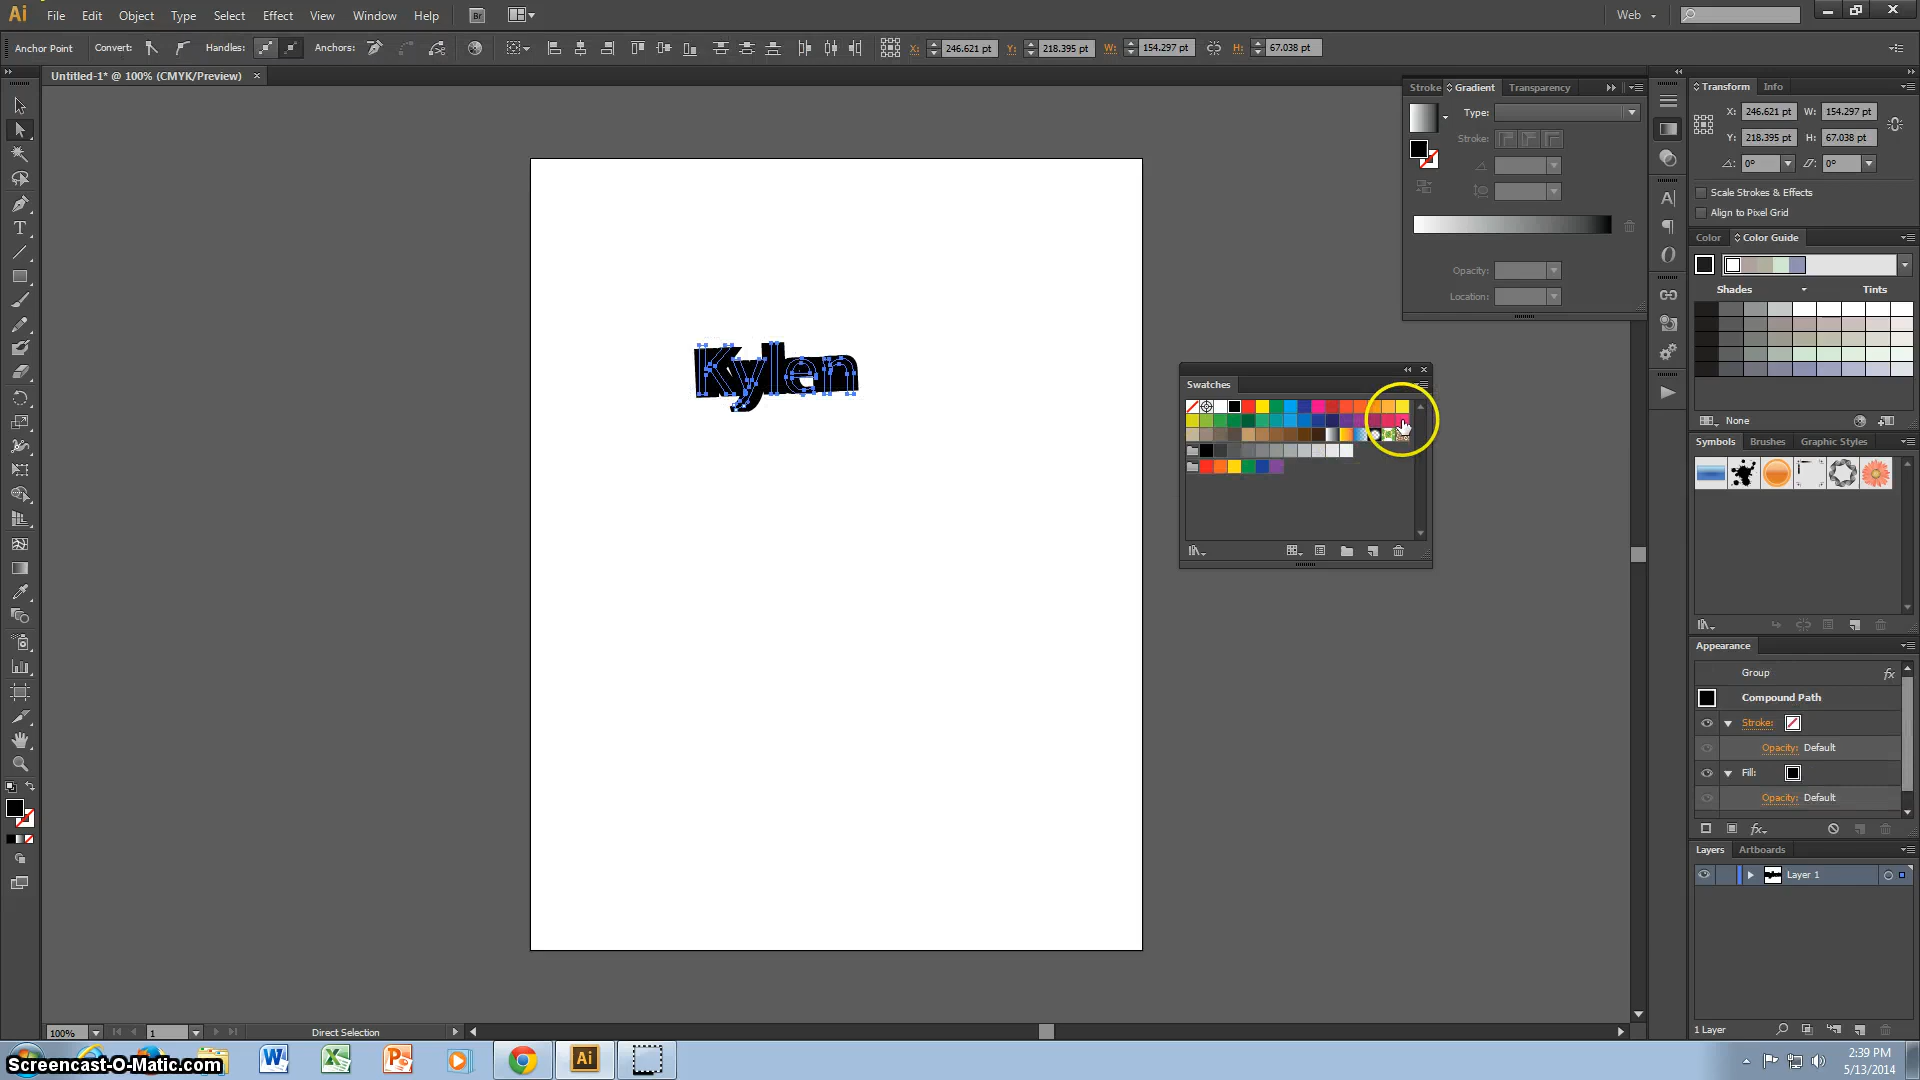 Ai File Edit Object Type Select Effect View Window Help Br Web
Anchor Point Convert: Handles: Anchors: X: 246.621 pt Y: 218.395 pt W: 154.297 pt H: 67.038 pt
Untitled-1* @ 100% (CMYK/Preview)
Stroke Gradient Transparency
Type:
Stroke:
Opacity:
Location:
Transform Info
X: 246.621 pt W: 154.297 pt
Y: 218.395 pt H: 67.038 pt
0° 0°
Scale Strokes & Effects
Align to Pixel Grid
Color Color Guide
Shades Tints
None
Kylen
Swatches
Symbols Brushes Graphic Styles
Appearance
Group fx
Compound Path
Stroke:
Opacity: Default
Fill:
Opacity: Default
fx
Layers Artboards
Layer 1
1 Layer
100% 1 Direct Selection
Screencast-O-Matic.com
Ai
2:39 PM
5/13/2014